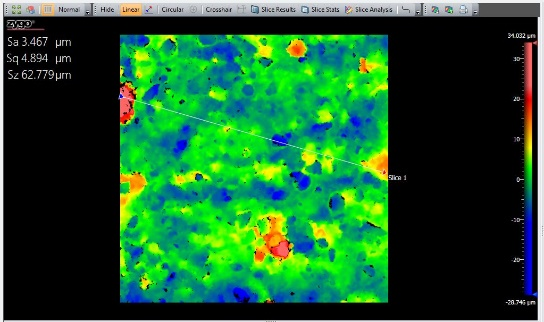 Normal Hide Linear Circular Crosshair Slice Results Slice Stats Slice Analysis
zygo
Sa 3.467 µm
Sq 4.894 µm
Sz 62.779 µm
34.032 µm
30
20
10
0
-10
-20
-28.746 µm
Slice 1